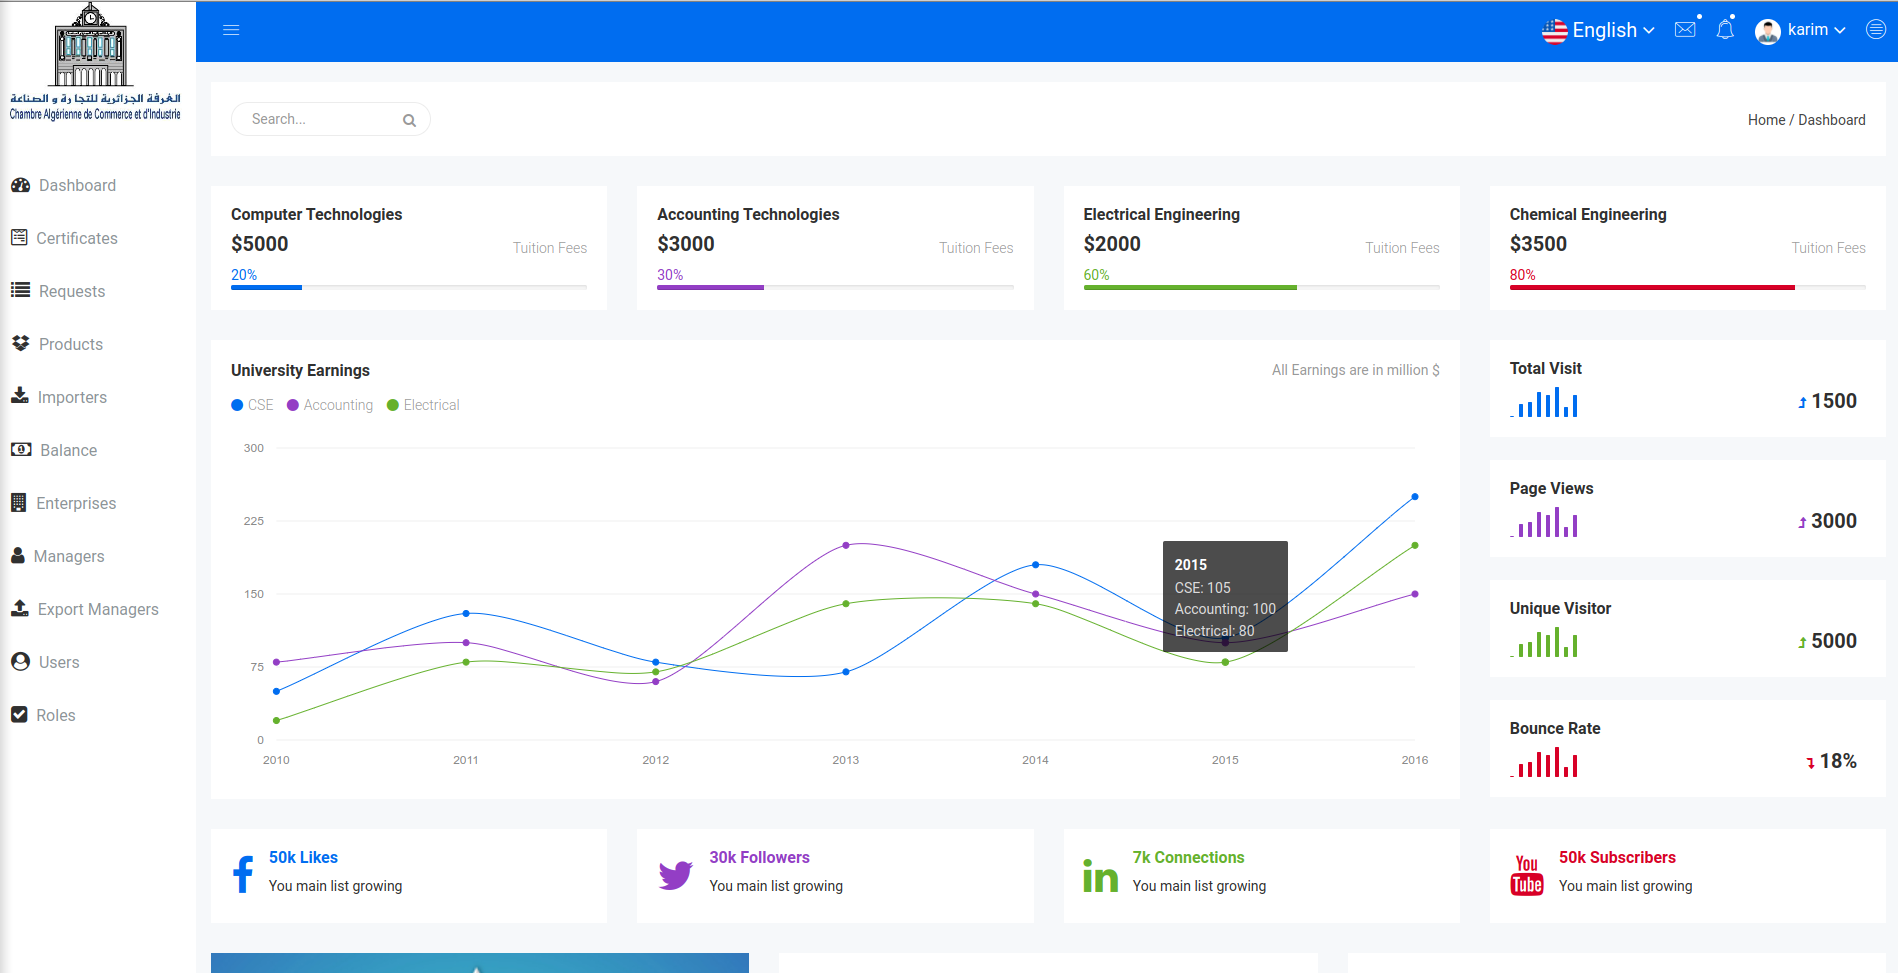 الغرفة الجزائرية للتجارة و الصناعة
Chambre Algérienne de Commerce et d'Industrie
English
karim
Search...
Home / Dashboard
Dashboard
Certificates
Requests
Products
Importers
Balance
Enterprises
Managers
Export Managers
Users
Roles
Computer Technologies
$5000
Tuition Fees
20%
Accounting Technologies
$3000
Tuition Fees
30%
Electrical Engineering
$2000
Tuition Fees
60%
Chemical Engineering
$3500
Tuition Fees
80%
University Earnings
All Earnings are in million $
CSE Accounting Electrical
300
225
150
75
0
2010 2011 2012 2013 2014 2015 2016
2015
CSE: 105
Accounting: 100
Electrical: 80
Total Visit
1500
Page Views
3000
Unique Visitor
5000
Bounce Rate
18%
50k Likes
You main list growing
30k Followers
You main list growing
in
7k Connections
You main list growing
You
Tube
50k Subscribers
You main list growing